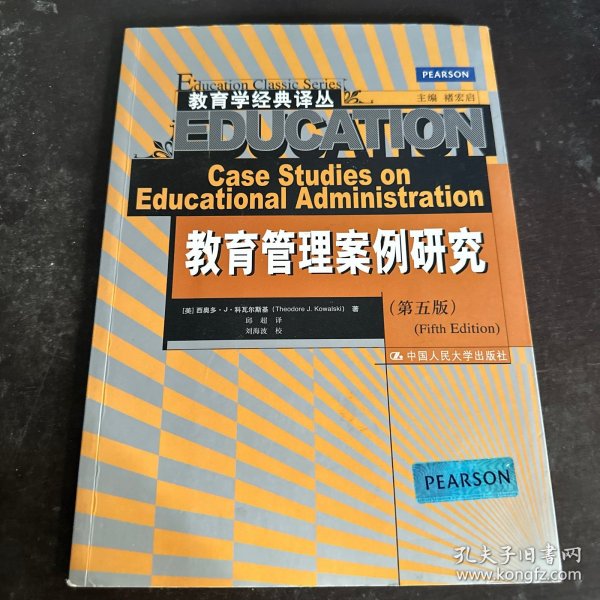 Education Classic Series
PEARSON
教育学经典译丛
主编 褚宏启
EDUCATION
Case Studies on
Educational Administration
教育管理案例研究
[美] 西奥多·J·科瓦尔斯基 (Theodore J. Kowalski) 著
邱 超 译
刘海波 校
(第五版)
(Fifth Edition)
中国人民大学出版社
PEARSON
孔夫子旧书网
www.kongfz.com